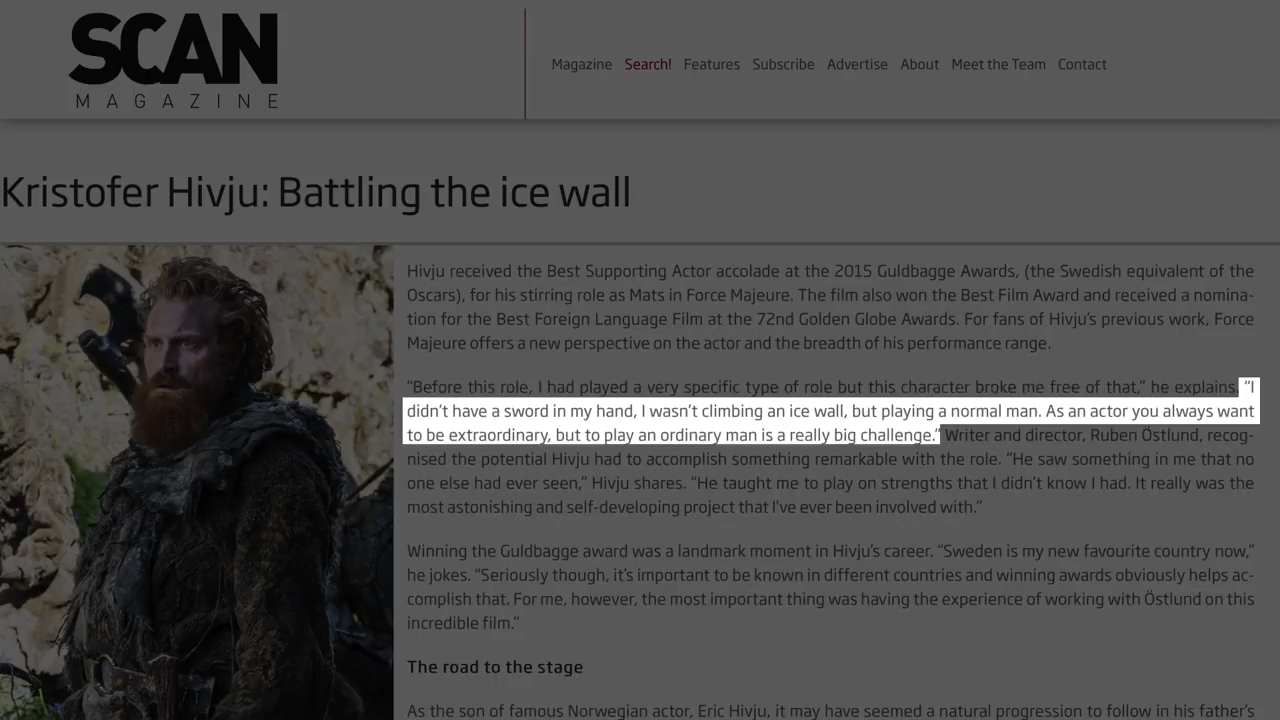 SCAN
MAGAZINE
Magazine Search! Features Subscribe Advertise About Meet the Team Contact
Kristofer Hivju: Battling the ice wall
Hivju received the Best Supporting Actor accolade at the 2015 Guldbagge Awards, (the Swedish equivalent of the
Oscars), for his stirring role as Mats in Force Majeure. The film also won the Best Film Award and received a nomina-
tion for the Best Foreign Language Film at the 72nd Golden Globe Awards. For fans of Hivju’s previous work, Force
Majeure offers a new perspective on the actor and the breadth of his performance range.
“Before this role, I had played a very specific type of role but this character broke me free of that,” he explains. “I
didn’t have a sword in my hand, I wasn’t climbing an ice wall, but playing a normal man. As an actor you always want
to be extraordinary, but to play an ordinary man is a really big challenge.” Writer and director, Ruben Östlund, recog-
nised the potential Hivju had to accomplish something remarkable with the role. “He saw something in me that no
one else had ever seen,” Hivju shares. “He taught me to play on strengths that I didn’t know I had. It really was the
most astonishing and self-developing project that I’ve ever been involved with.”
Winning the Guldbagge award was a landmark moment in Hivju’s career. “Sweden is my new favourite country now,”
he jokes. “Seriously though, it’s important to be known in different countries and winning awards obviously helps ac-
complish that. For me, however, the most important thing was having the experience of working with Östlund on this
incredible film.”
The road to the stage
As the son of famous Norwegian actor, Eric Hivju, it may have seemed a natural progression to follow in his father’s